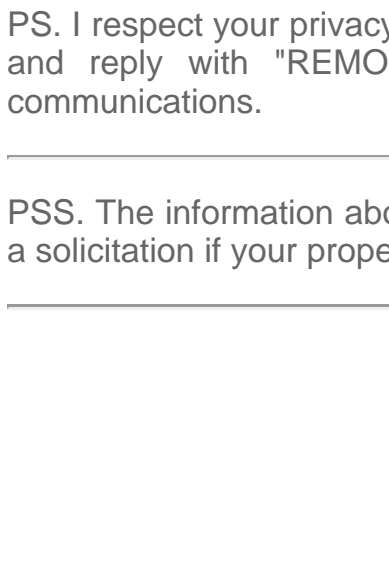 PS. I respect your privacy
and reply with "REMO
communications.
PSS. The information abo
a solicitation if your prope